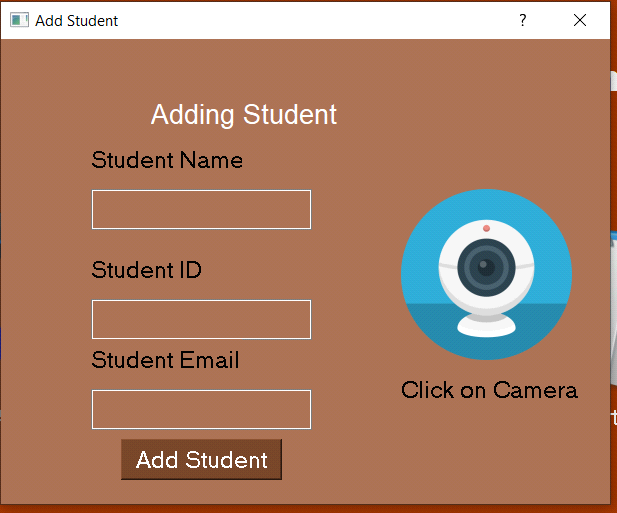 Add Student
?
Adding Student
Student Name
Student ID
Student Email
Click on Camera
Add Student